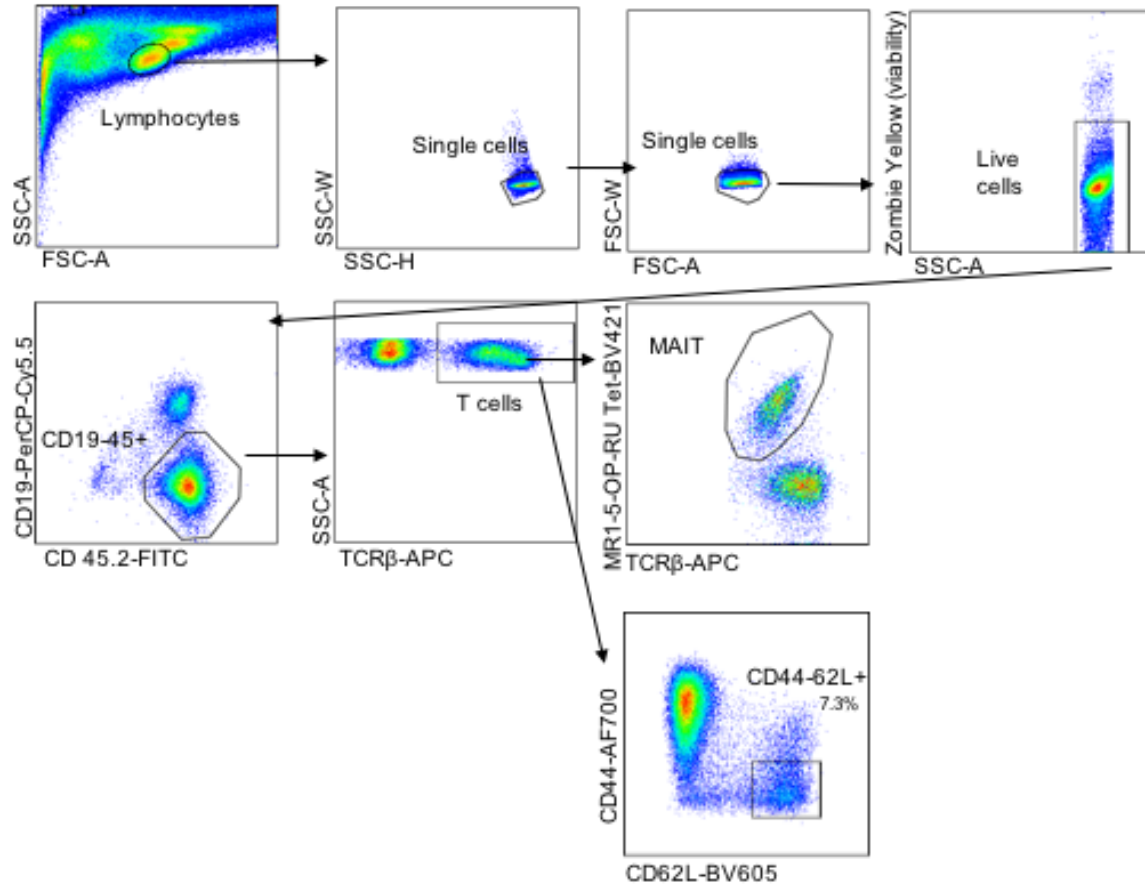 SSC-A
Lymphocytes
FSC-A
SSC-W
Single cells
SSC-H
FSC-W
Single cells
FSC-A
Zombie Yellow (viability)
Live
cells
SSC-A
CD19-PerCP-Cy5.5
CD19-45+
CD 45.2-FITC
SSC-A
T cells
TCRβ-APC
MR1-5-OP-RU Tet-BV421
MAIT
TCRβ-APC
CD44-AF700
CD44-62L+
7.3%
CD62L-BV605